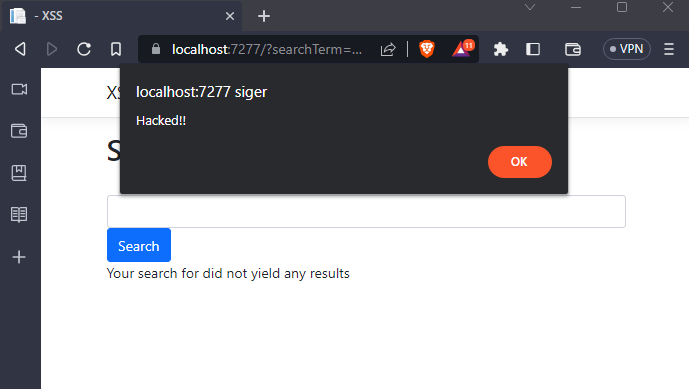 - XSS
localhost:7277/?searchTerm=...
11
VPN
XS
localhost:7277 siger
Hacked!!
OK
S
Search
Your search for did not yield any results